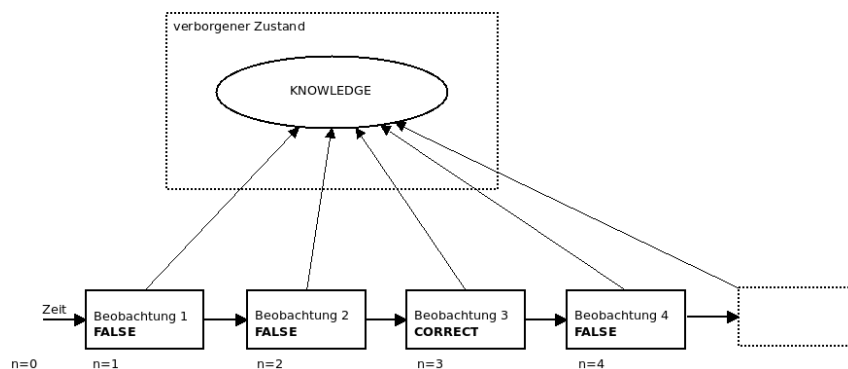 verborgener Zustand
KNOWLEDGE
Zeit
Beobachtung 1
FALSE
Beobachtung 2
FALSE
Beobachtung 3
CORRECT
Beobachtung 4
FALSE
n=0
n=1
n=2
n=3
n=4